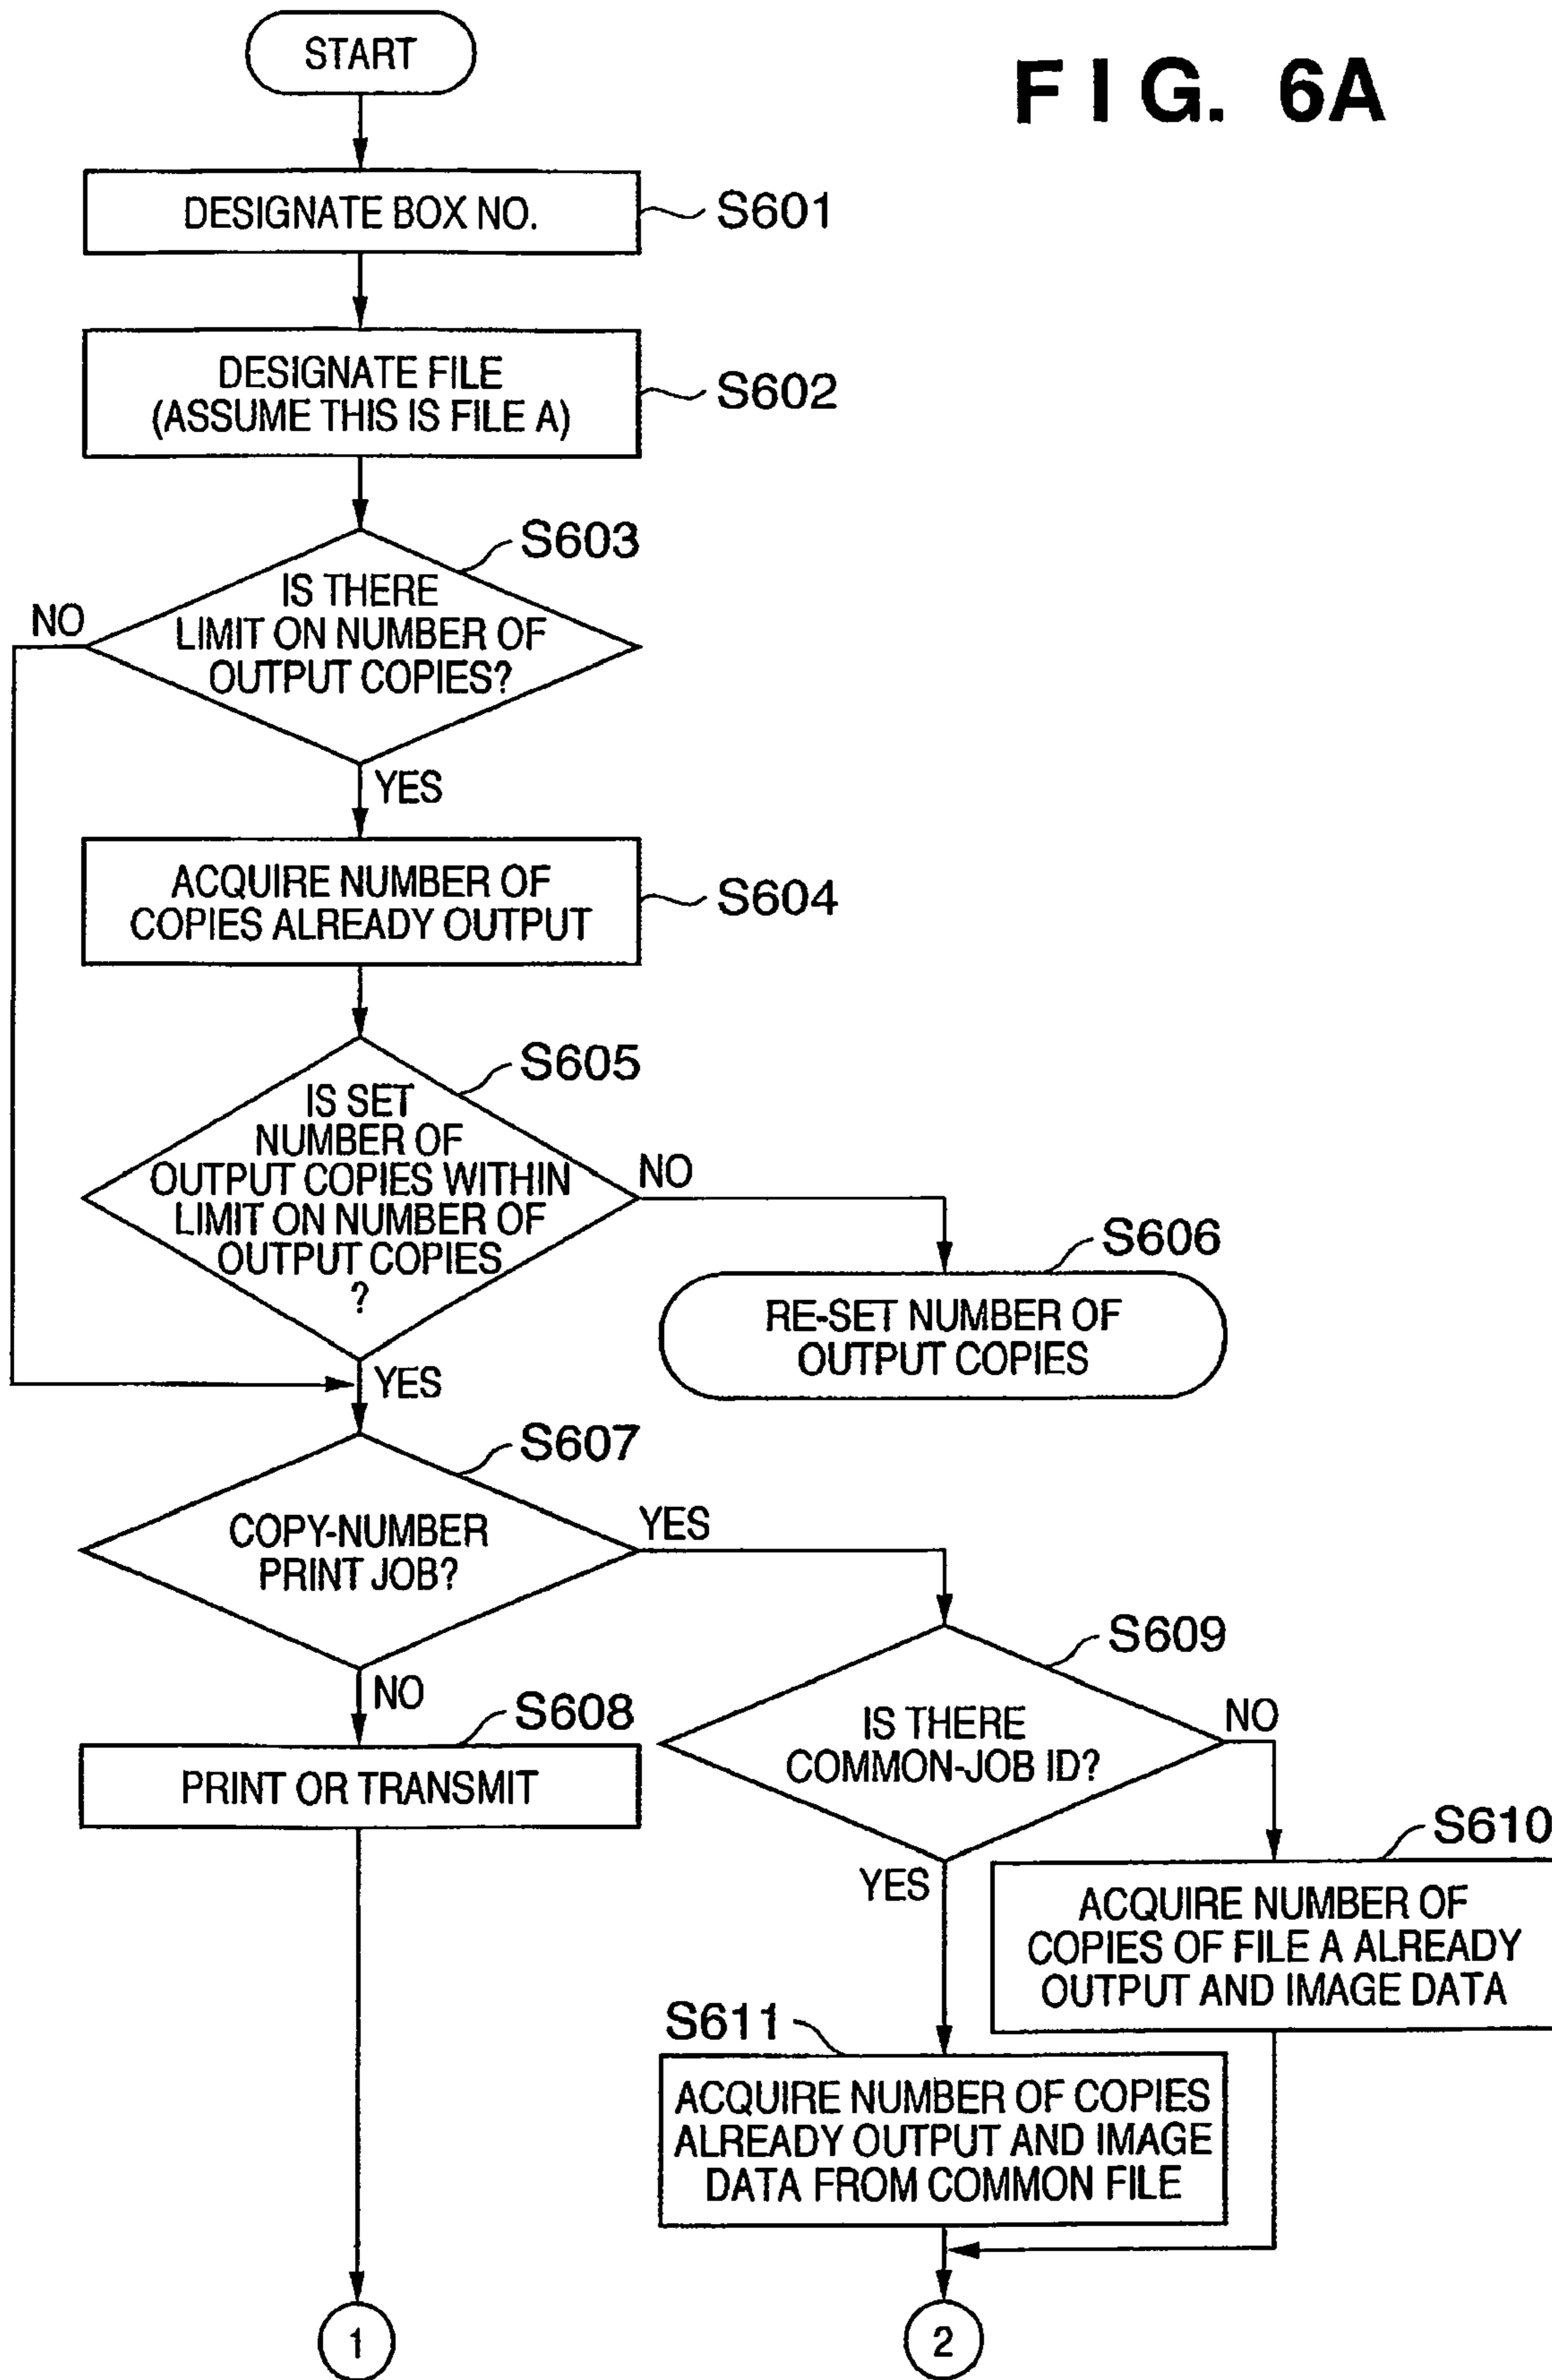 FIG. 6A
START
DESIGNATE BOX NO.
S601
DESIGNATE FILE
(ASSUME THIS IS FILE A)
S602
S603
IS THERE
LIMIT ON NUMBER OF
OUTPUT COPIES?
NO
YES
ACQUIRE NUMBER OF
COPIES ALREADY OUTPUT
S604
S605
IS SET
NUMBER OF
OUTPUT COPIES WITHIN
LIMIT ON NUMBER OF
OUTPUT COPIES
?
NO
S606
RE-SET NUMBER OF
OUTPUT COPIES
YES
S607
COPY-NUMBER
PRINT JOB?
YES
NO
S608
PRINT OR TRANSMIT
S609
IS THERE
COMMON-JOB ID?
NO
YES
S610
ACQUIRE NUMBER OF
COPIES OF FILE A ALREADY
OUTPUT AND IMAGE DATA
S611
ACQUIRE NUMBER OF COPIES
ALREADY OUTPUT AND IMAGE
DATA FROM COMMON FILE
1
2